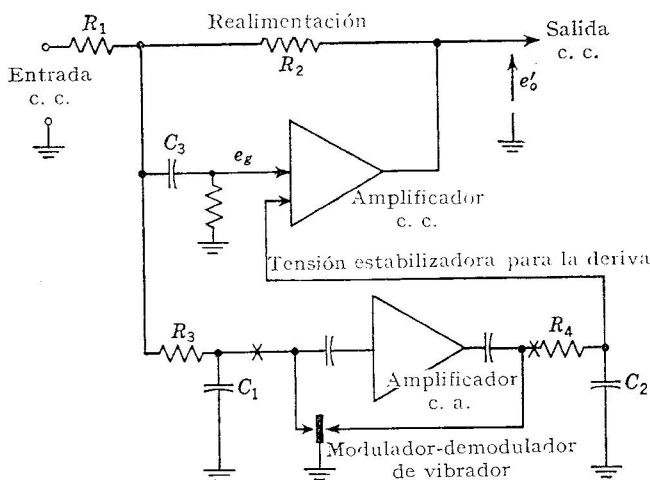 R₁
Realimentación
R₂
Salida
c. c.
Entrada
c. c.
e'ₒ
C₃
e_g
Amplificador
c. c.
Tensión estabilizadora para la deriva
R₃
R₄
C₁
Amplificador
c. a.
C₂
Modulador-demodulador
de vibrador